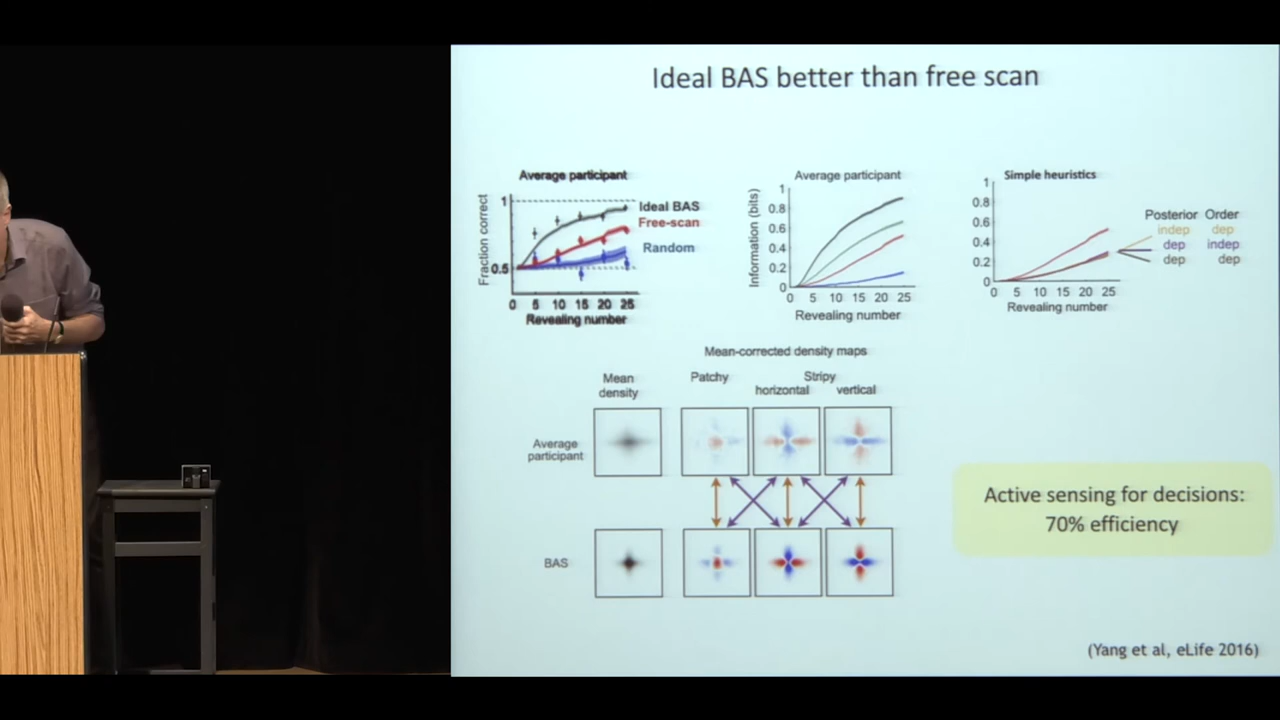 Ideal BAS better than free scan
Average participant
Fraction correct
1
0.5
0 5 10 15 20 25
Revealing number
Ideal BAS
Free-scan
Random
Average participant
Information (bits)
1
0.8
0.6
0.4
0.2
0
0 5 10 15 20 25
Revealing number
Simple heuristics
1
0.8
0.6
0.4
0.2
0
0 5 10 15 20 25
Revealing number
Posterior Order
indep dep
dep indep
dep dep
Mean-corrected density maps
Mean
density
Patchy
Stripy
horizontal vertical
Average
participant
BAS
Active sensing for decisions:
70% efficiency
(Yang et al, eLife 2016)